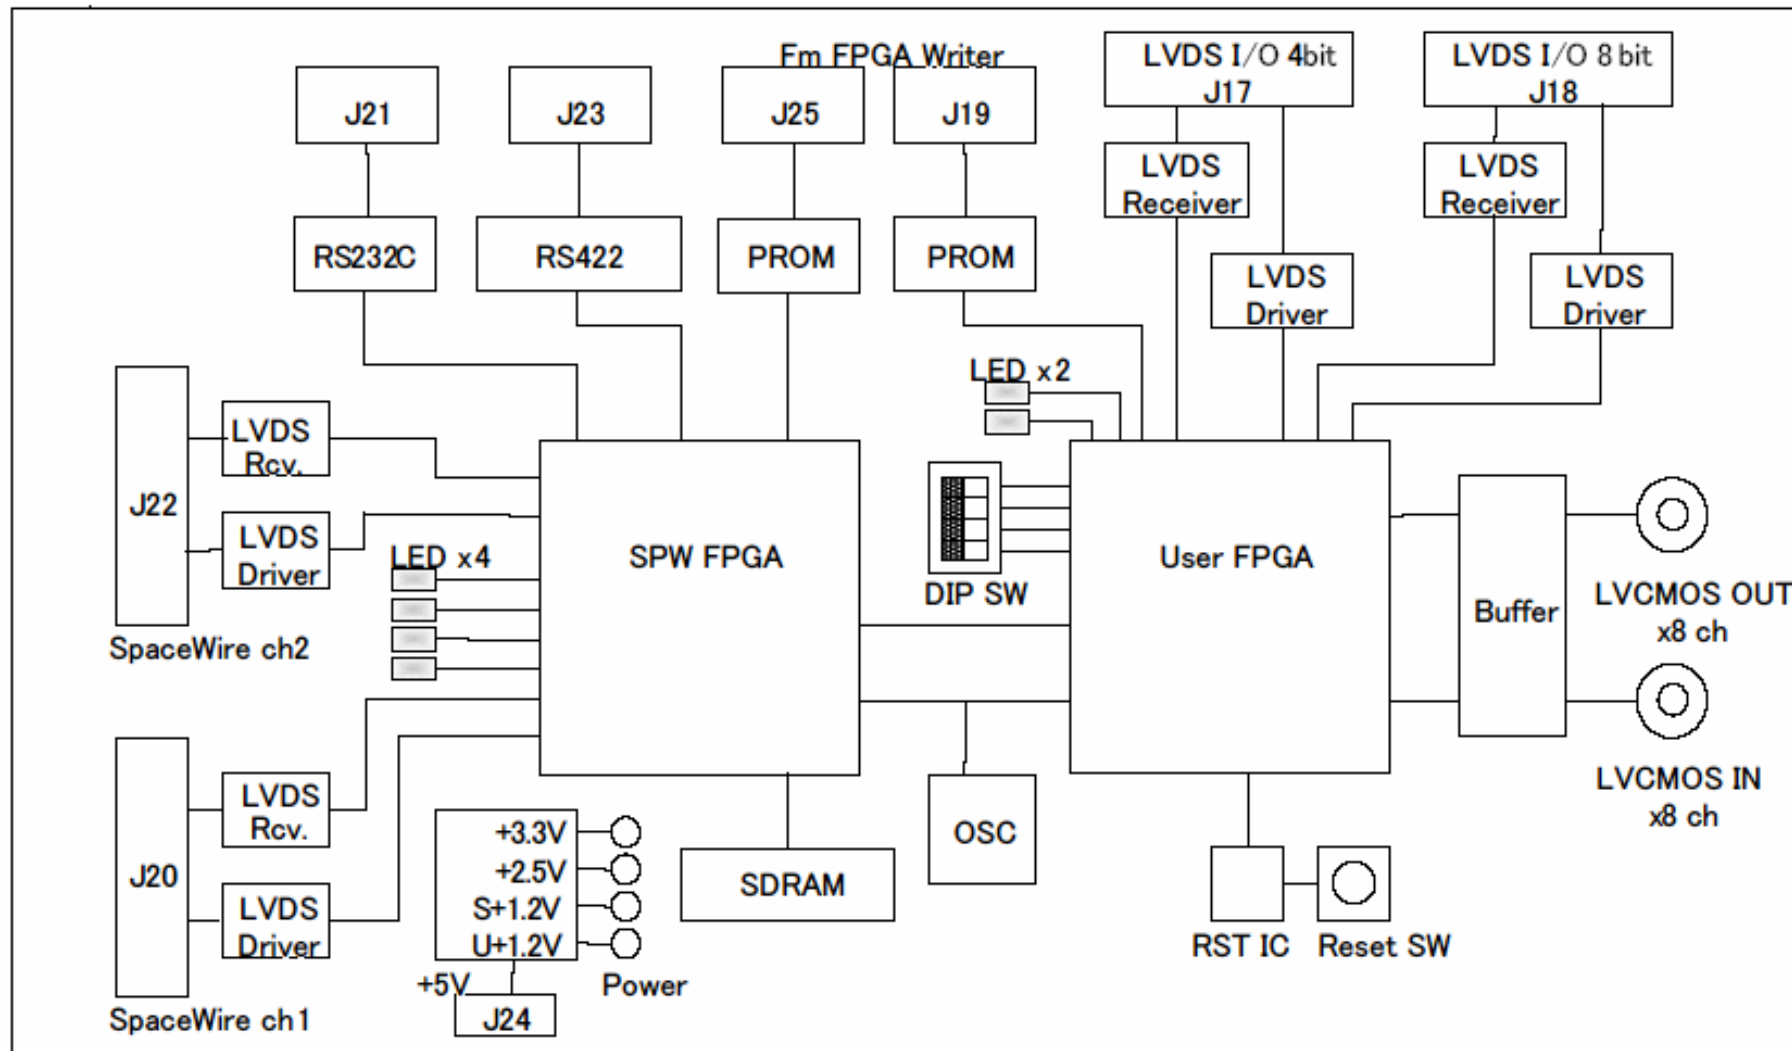 Fm FPGA Writer
LVDS I/O 4bit
J17
LVDS I/O 8 bit
J18
J21
J23
J25
J19
LVDS
Receiver
LVDS
Receiver
RS232C
RS422
PROM
PROM
LVDS
Driver
LVDS
Driver
LED x2
LVDS
Rcv.
J22
LVDS
Driver
LED x4
SPW FPGA
DIP SW
User FPGA
Buffer
LVCMOS OUT
x8 ch
SpaceWire ch2
LVCMOS IN
x8 ch
LVDS
Rcv.
J20
LVDS
Driver
+3.3V
+2.5V
S+1.2V
U+1.2V
SDRAM
OSC
RST IC
Reset SW
+5V
Power
J24
SpaceWire ch1